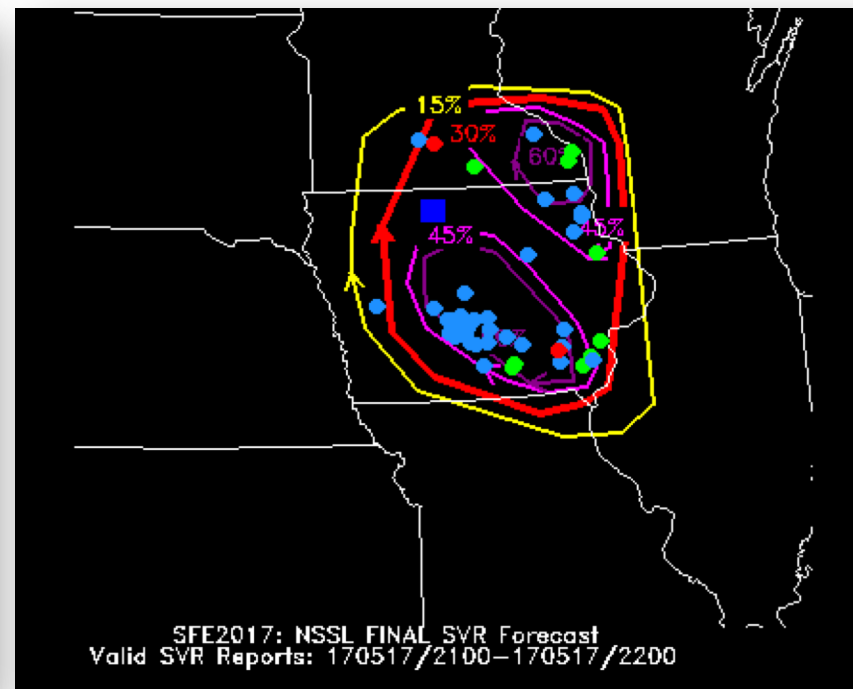 15%
30%
60%
45%
45%
SFE2017: NSSL FINAL SVR Forecast
Valid SVR Reports: 170517/2100-170517/2200